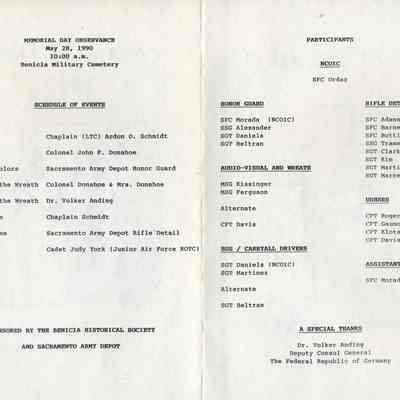 MEMORIAL DAY OBSERVANCE
May 28, 1990
10:00 a.m.
Benicia Military Cemetery
SCHEDULE OF EVENTS
Chaplain (LTC) Ardon O. Schmidt
Colonel John F. Donahoe
olors Sacramento Army Depot Honor Guard
the Wreath Colonel Donahoe & Mrs. Donahoe
the Wreath Dr. Volker Anding
Chaplain Schmidt
Sacramento Army Depot Rifle Detail
Cadet Judy York (Junior Air Force ROTC)
SORED BY THE BENICIA HISTORICAL SOCIETY
AND SACRAMENTO ARMY DEPOT
PARTICIPANTS
NCOIC
SFC Ordaz
HONOR GUARD
SFC Morada (NCOIC)
SSG Alexander
SGT Daniels
SGT Beltran
AUDIO-VISUAL AND WREATH
MSG Kissinger
MSG Ferguson
Alternate
CPT Davis
BUS / CARRYALL DRIVERS
SGT Daniels (NCOIC)
SGT Martinez
Alternate
SGT Beltran
RIFLE DET
SFC Adam
SFC Barne
SFC Botti
SSG Tramm
SGT Clark
SGT Kim
SGT Marti
SGT Marre
USHERS
CPT Roger
CPT Gaumo
CPT Klots
CPT Davis
ASSISTANT
SFC Morad
A SPECIAL THANKS
Dr. Volker Anding
Deputy Consul General
The Federal Republic of Germany